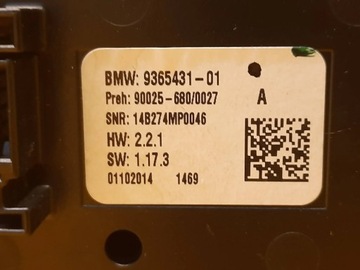 BMW: 9365431-01
Preh: 90025-680/0027 A
SNR: 14B274MP0046
HW: 2.2.1
SW: 1.17.3
01102014 1469